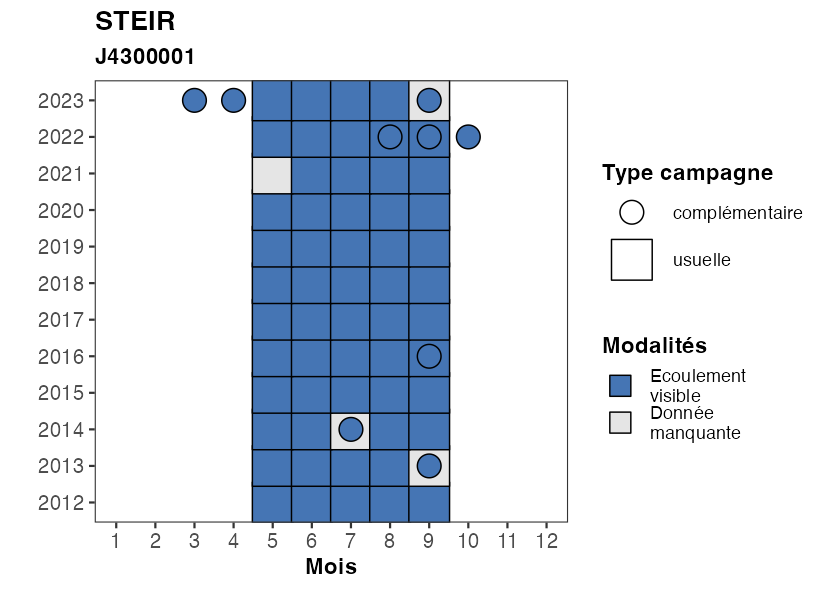 STEIR
J4300001
2023
2022
2021
2020
2019
2018
2017
2016
2015
2014
2013
2012
1 2 3 4 5 6 7 8 9 10 11 12
Mois
Type campagne
complémentaire
usuelle
Modalités
Ecoulement
visible
Donnée
manquante